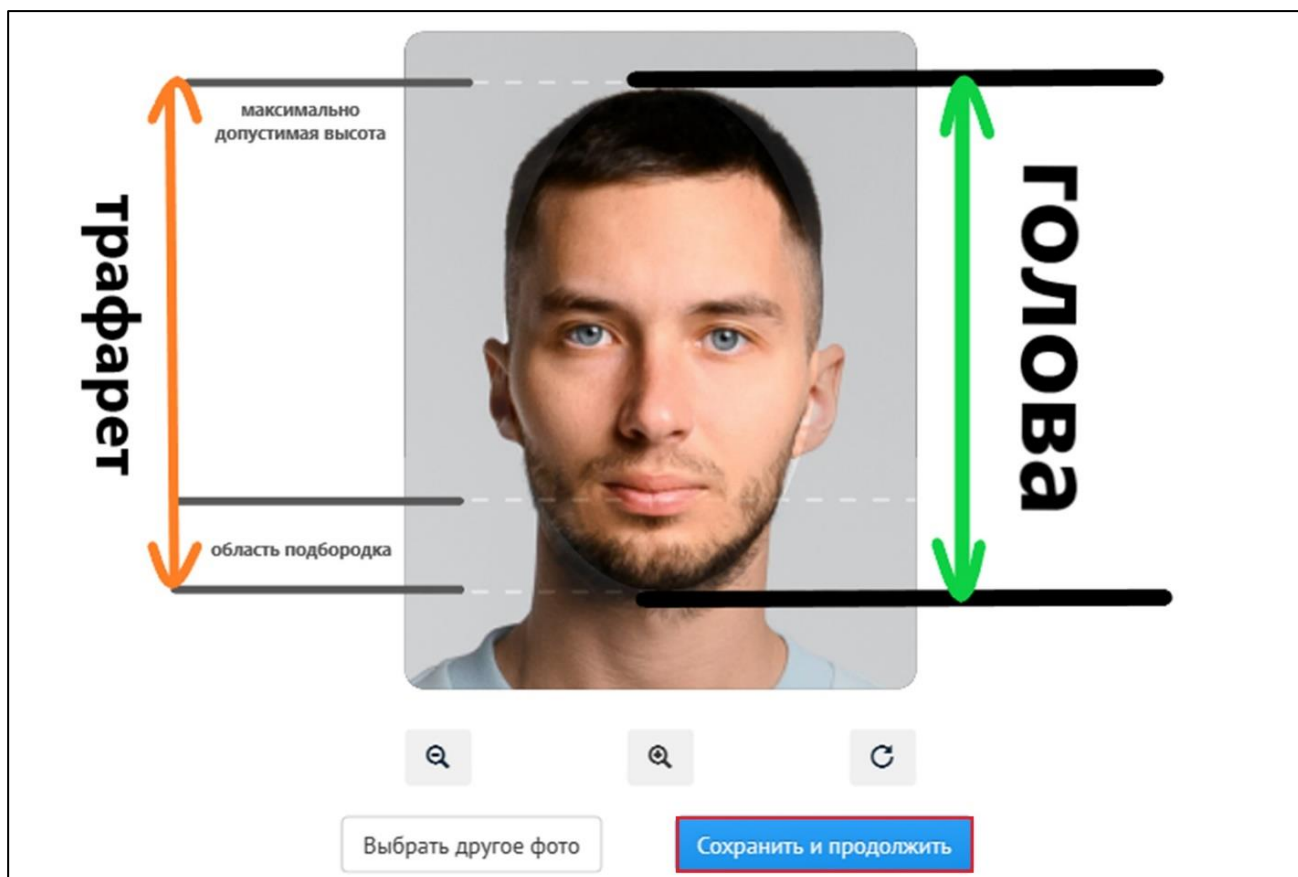 максимально
допустимая высота
трафарет
голова
область подбородка
Выбрать другое фото
Сохранить и продолжить